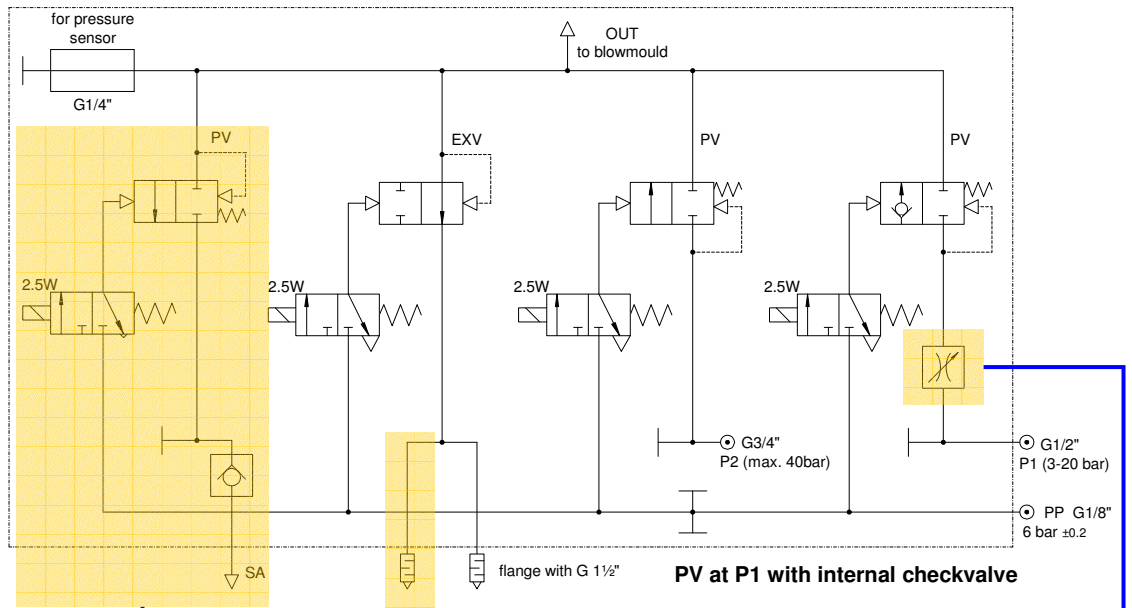 for pressure
sensor
G1/4"
OUT
to blowmould
PV
EXV
PV
PV
2.5W
2.5W
2.5W
2.5W
G3/4"
P2 (max. 40bar)
G1/2"
P1 (3-20 bar)
PP G1/8"
6 bar ±0.2
SA
flange with G 1½"
PV at P1 with internal checkvalve